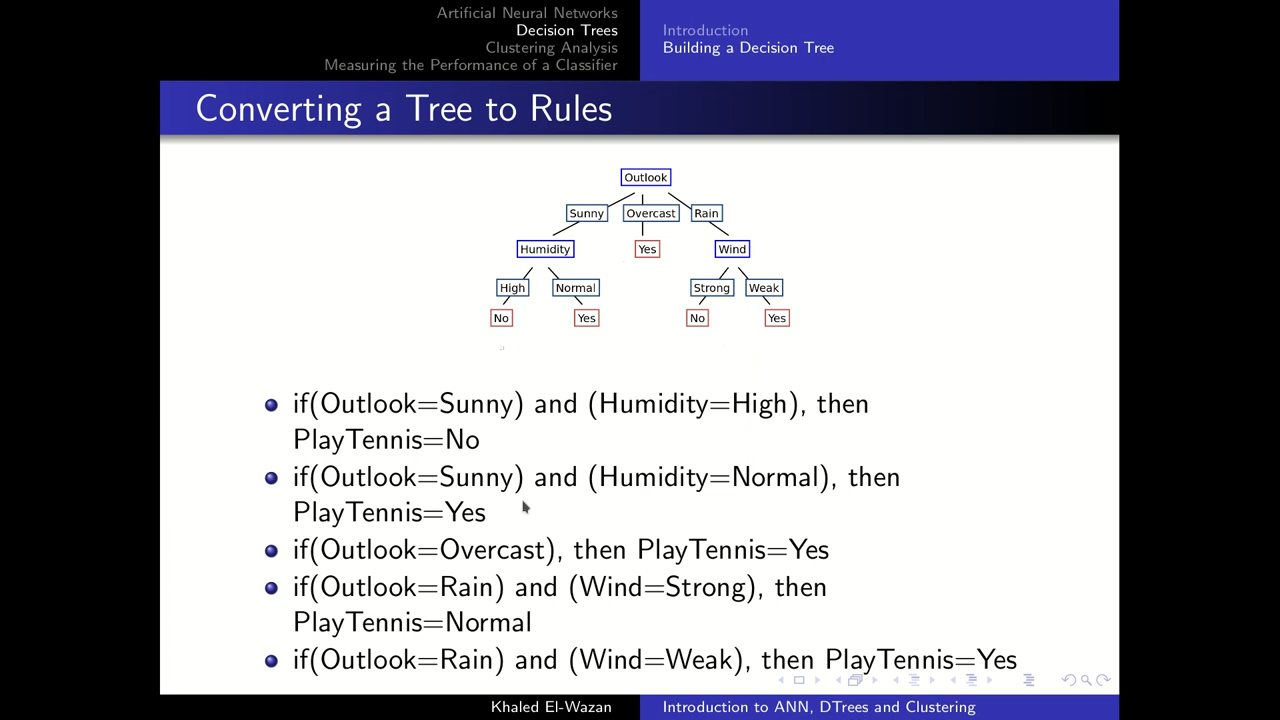 Artificial Neural Networks
Decision Trees
Clustering Analysis
Measuring the Performance of a Classifier
Introduction
Building a Decision Tree
Converting a Tree to Rules
Outlook
Sunny Overcast Rain
Humidity Yes Wind
High Normal Strong Weak
No Yes No Yes
if(Outlook=Sunny) and (Humidity=High), then
PlayTennis=No
if(Outlook=Sunny) and (Humidity=Normal), then
PlayTennis=Yes
if(Outlook=Overcast), then PlayTennis=Yes
if(Outlook=Rain) and (Wind=Strong), then
PlayTennis=Normal
if(Outlook=Rain) and (Wind=Weak), then PlayTennis=Yes
Khaled El-Wazan
Introduction to ANN, DTrees and Clustering